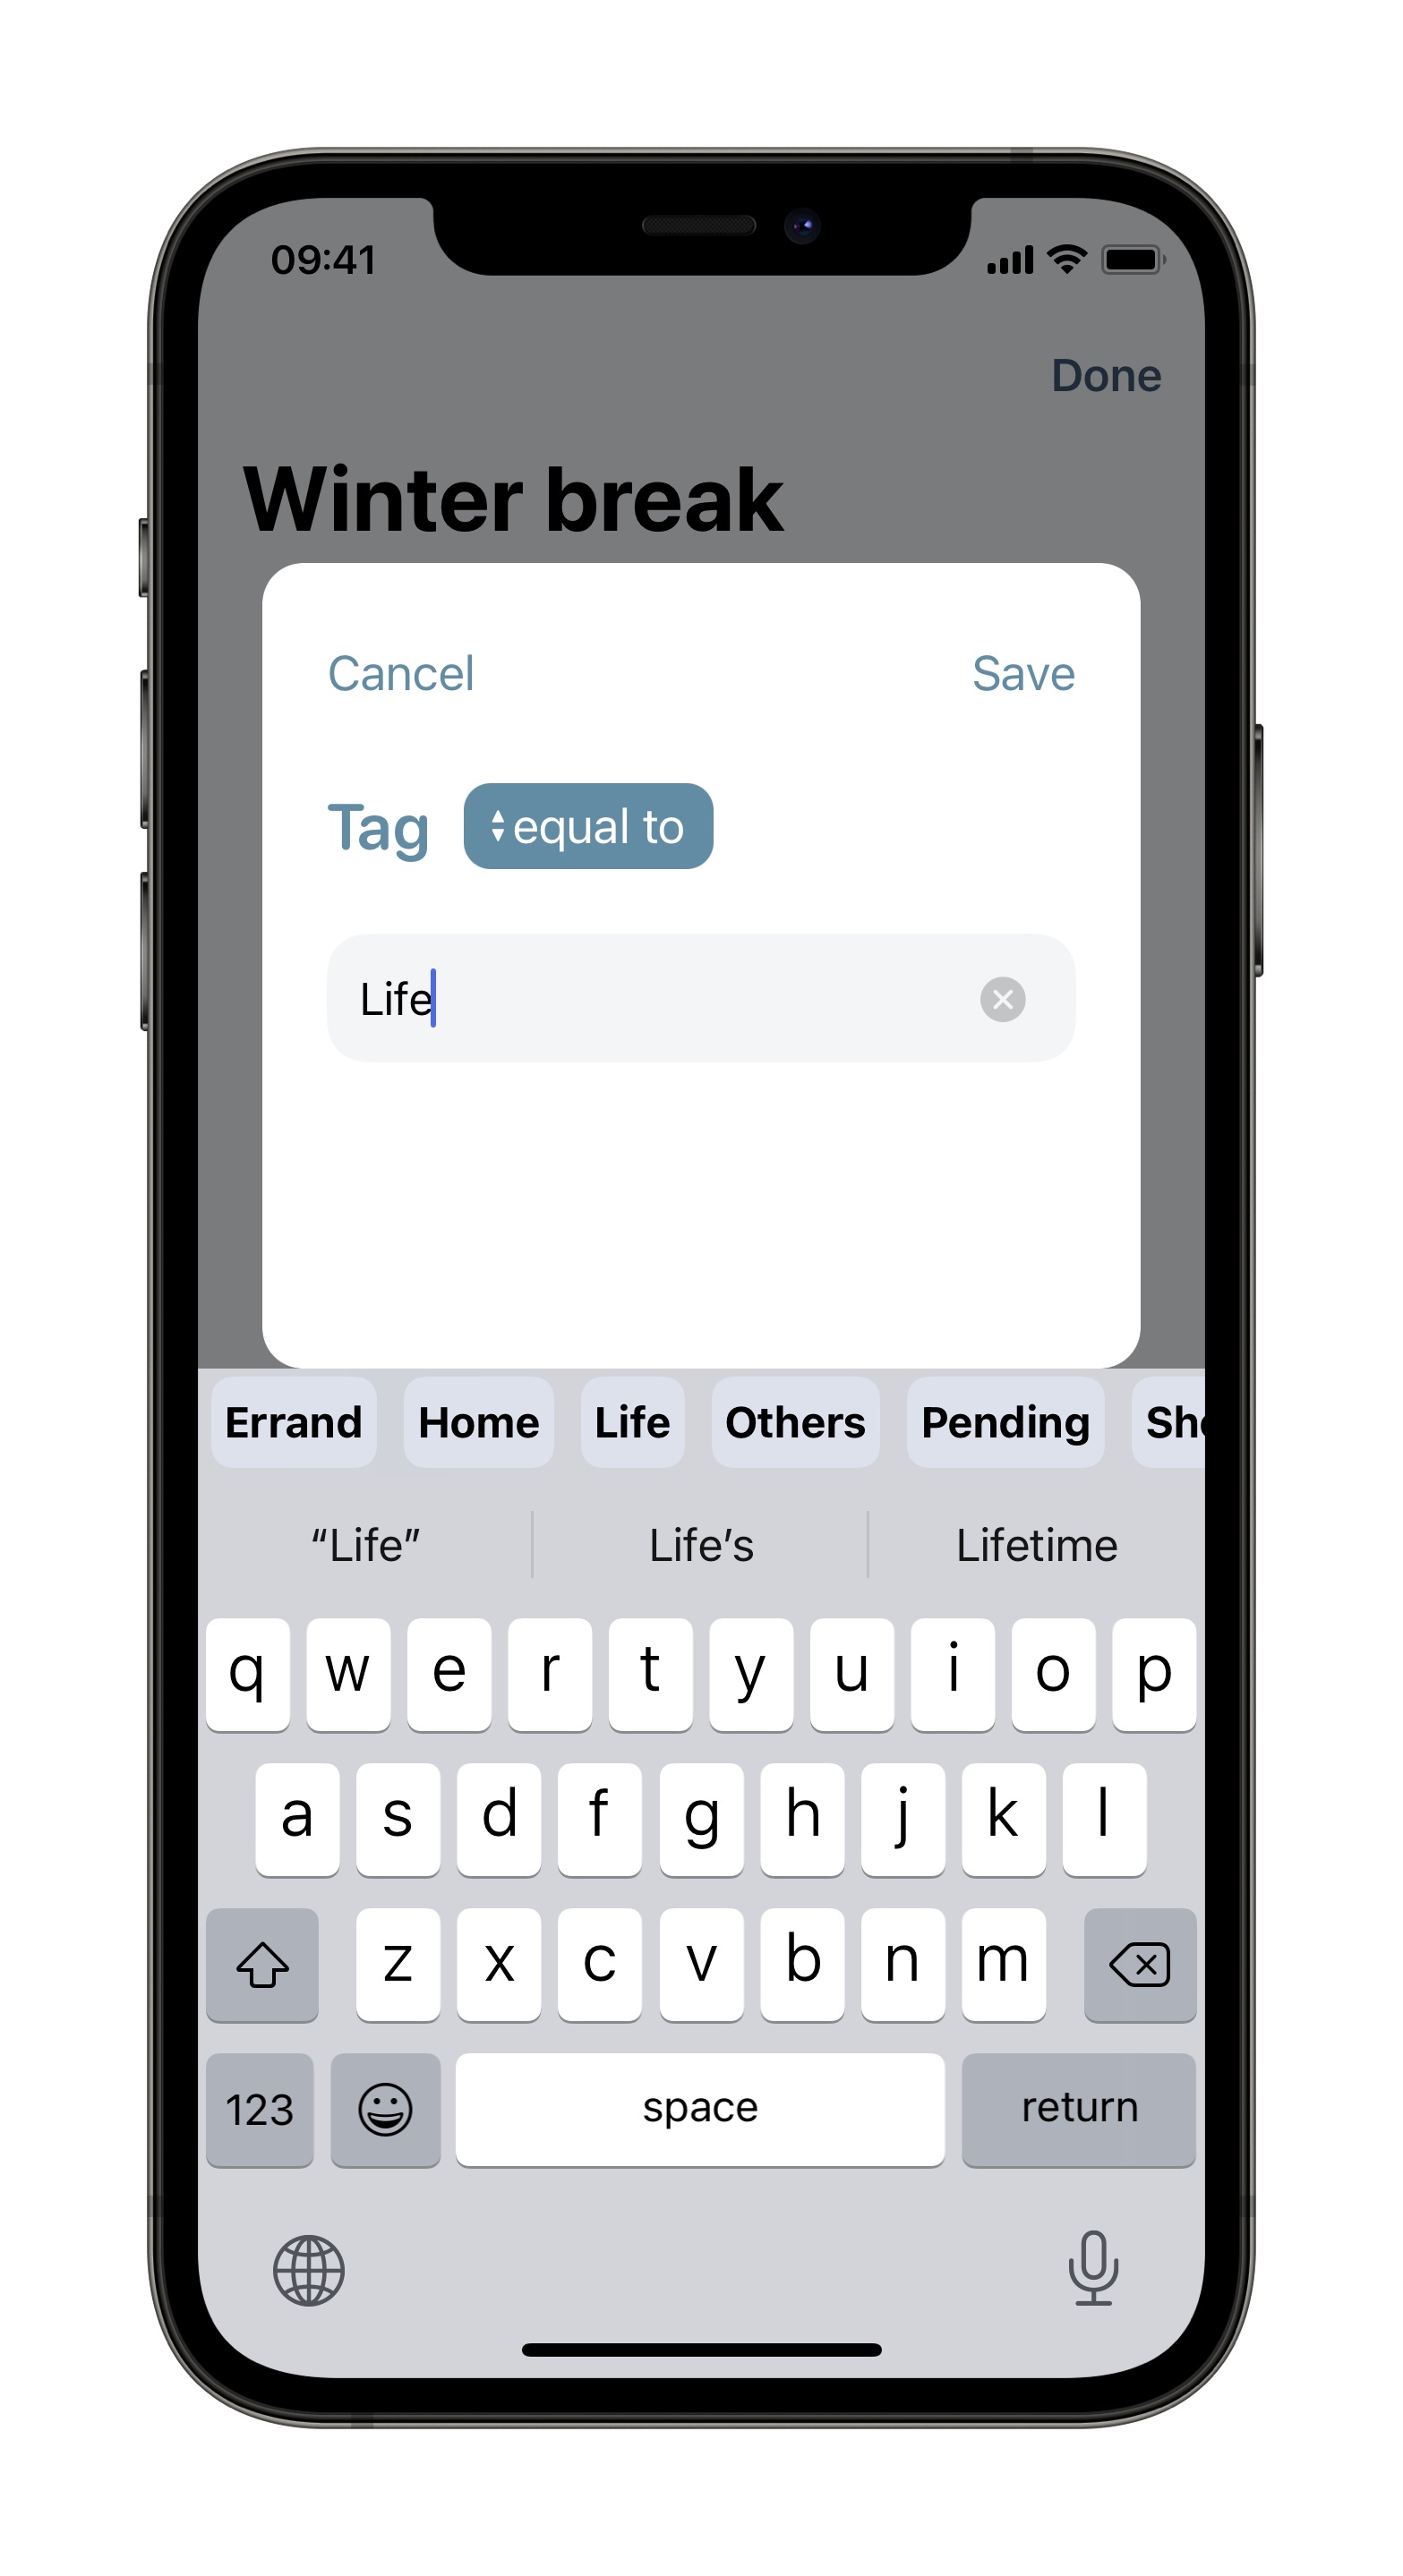 09:41
Done
Winter break
Cancel Save
Tag equal to
Life
Errand Home Life Others Pending
“Life” Life’s Lifetime
q w e r t y u i o p
a s d f g h j k l
z x c v b n m
123 space return